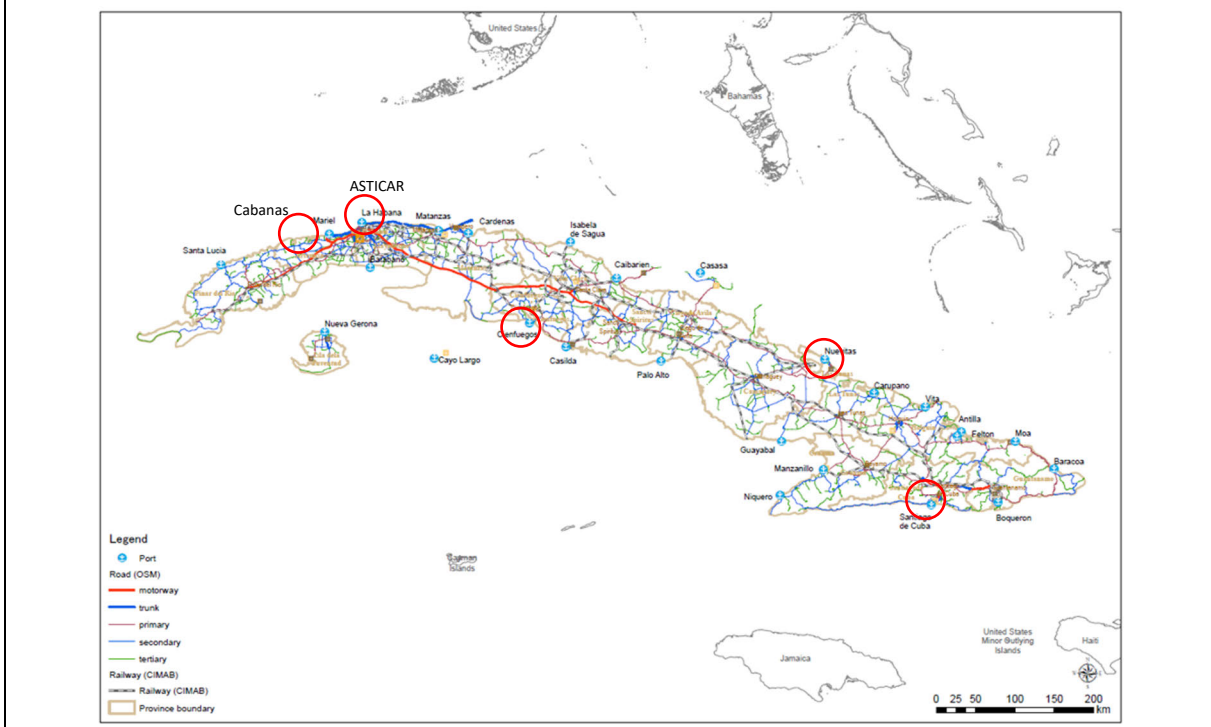 United States
Bahamas
ASTICAR
Cabanas
La Habana
Mariel
Matanzas
Cardenas
Isabela
de Sagua
Santa Lucia
Batabano
Caibarien
Casasa
Nueva Gerona
Cienfuegos
Cayo Largo
Casilda
Palo Alto
Nuevitas
Carupano
Vita
Antilla
Felton
Moa
Guayabal
Baracoa
Manzanillo
Niquero
Santiago
de Cuba
Boqueron
Legend
Port
Road (OSM)
motorway
trunk
primary
secondary
tertiary
Railway (CIMAB)
Railway (CIMAB)
Province boundary
Cayman
Islands
Jamaica
United States
Minor Outlying
Islands
Haiti
0 25 50 100 150 200
km